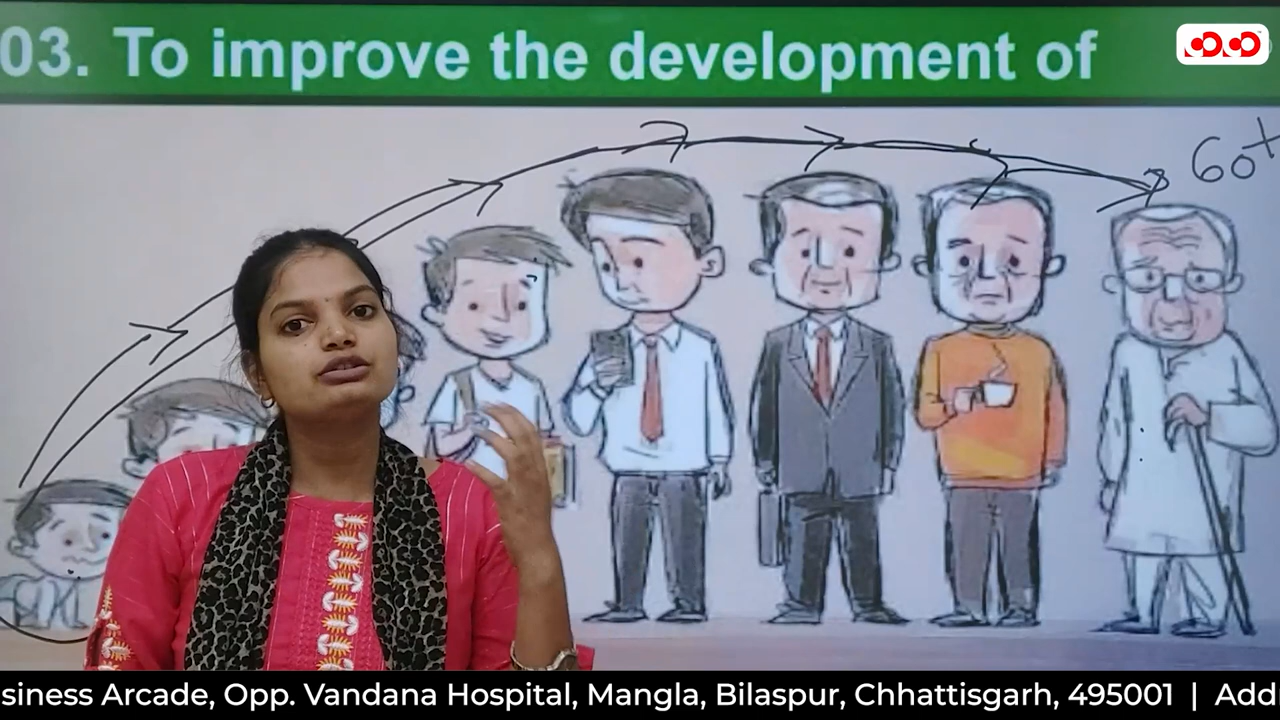 03. To improve the development of
60+
siness Arcade, Opp. Vandana Hospital, Mangla, Bilaspur, Chhattisgarh, 495001 | Add